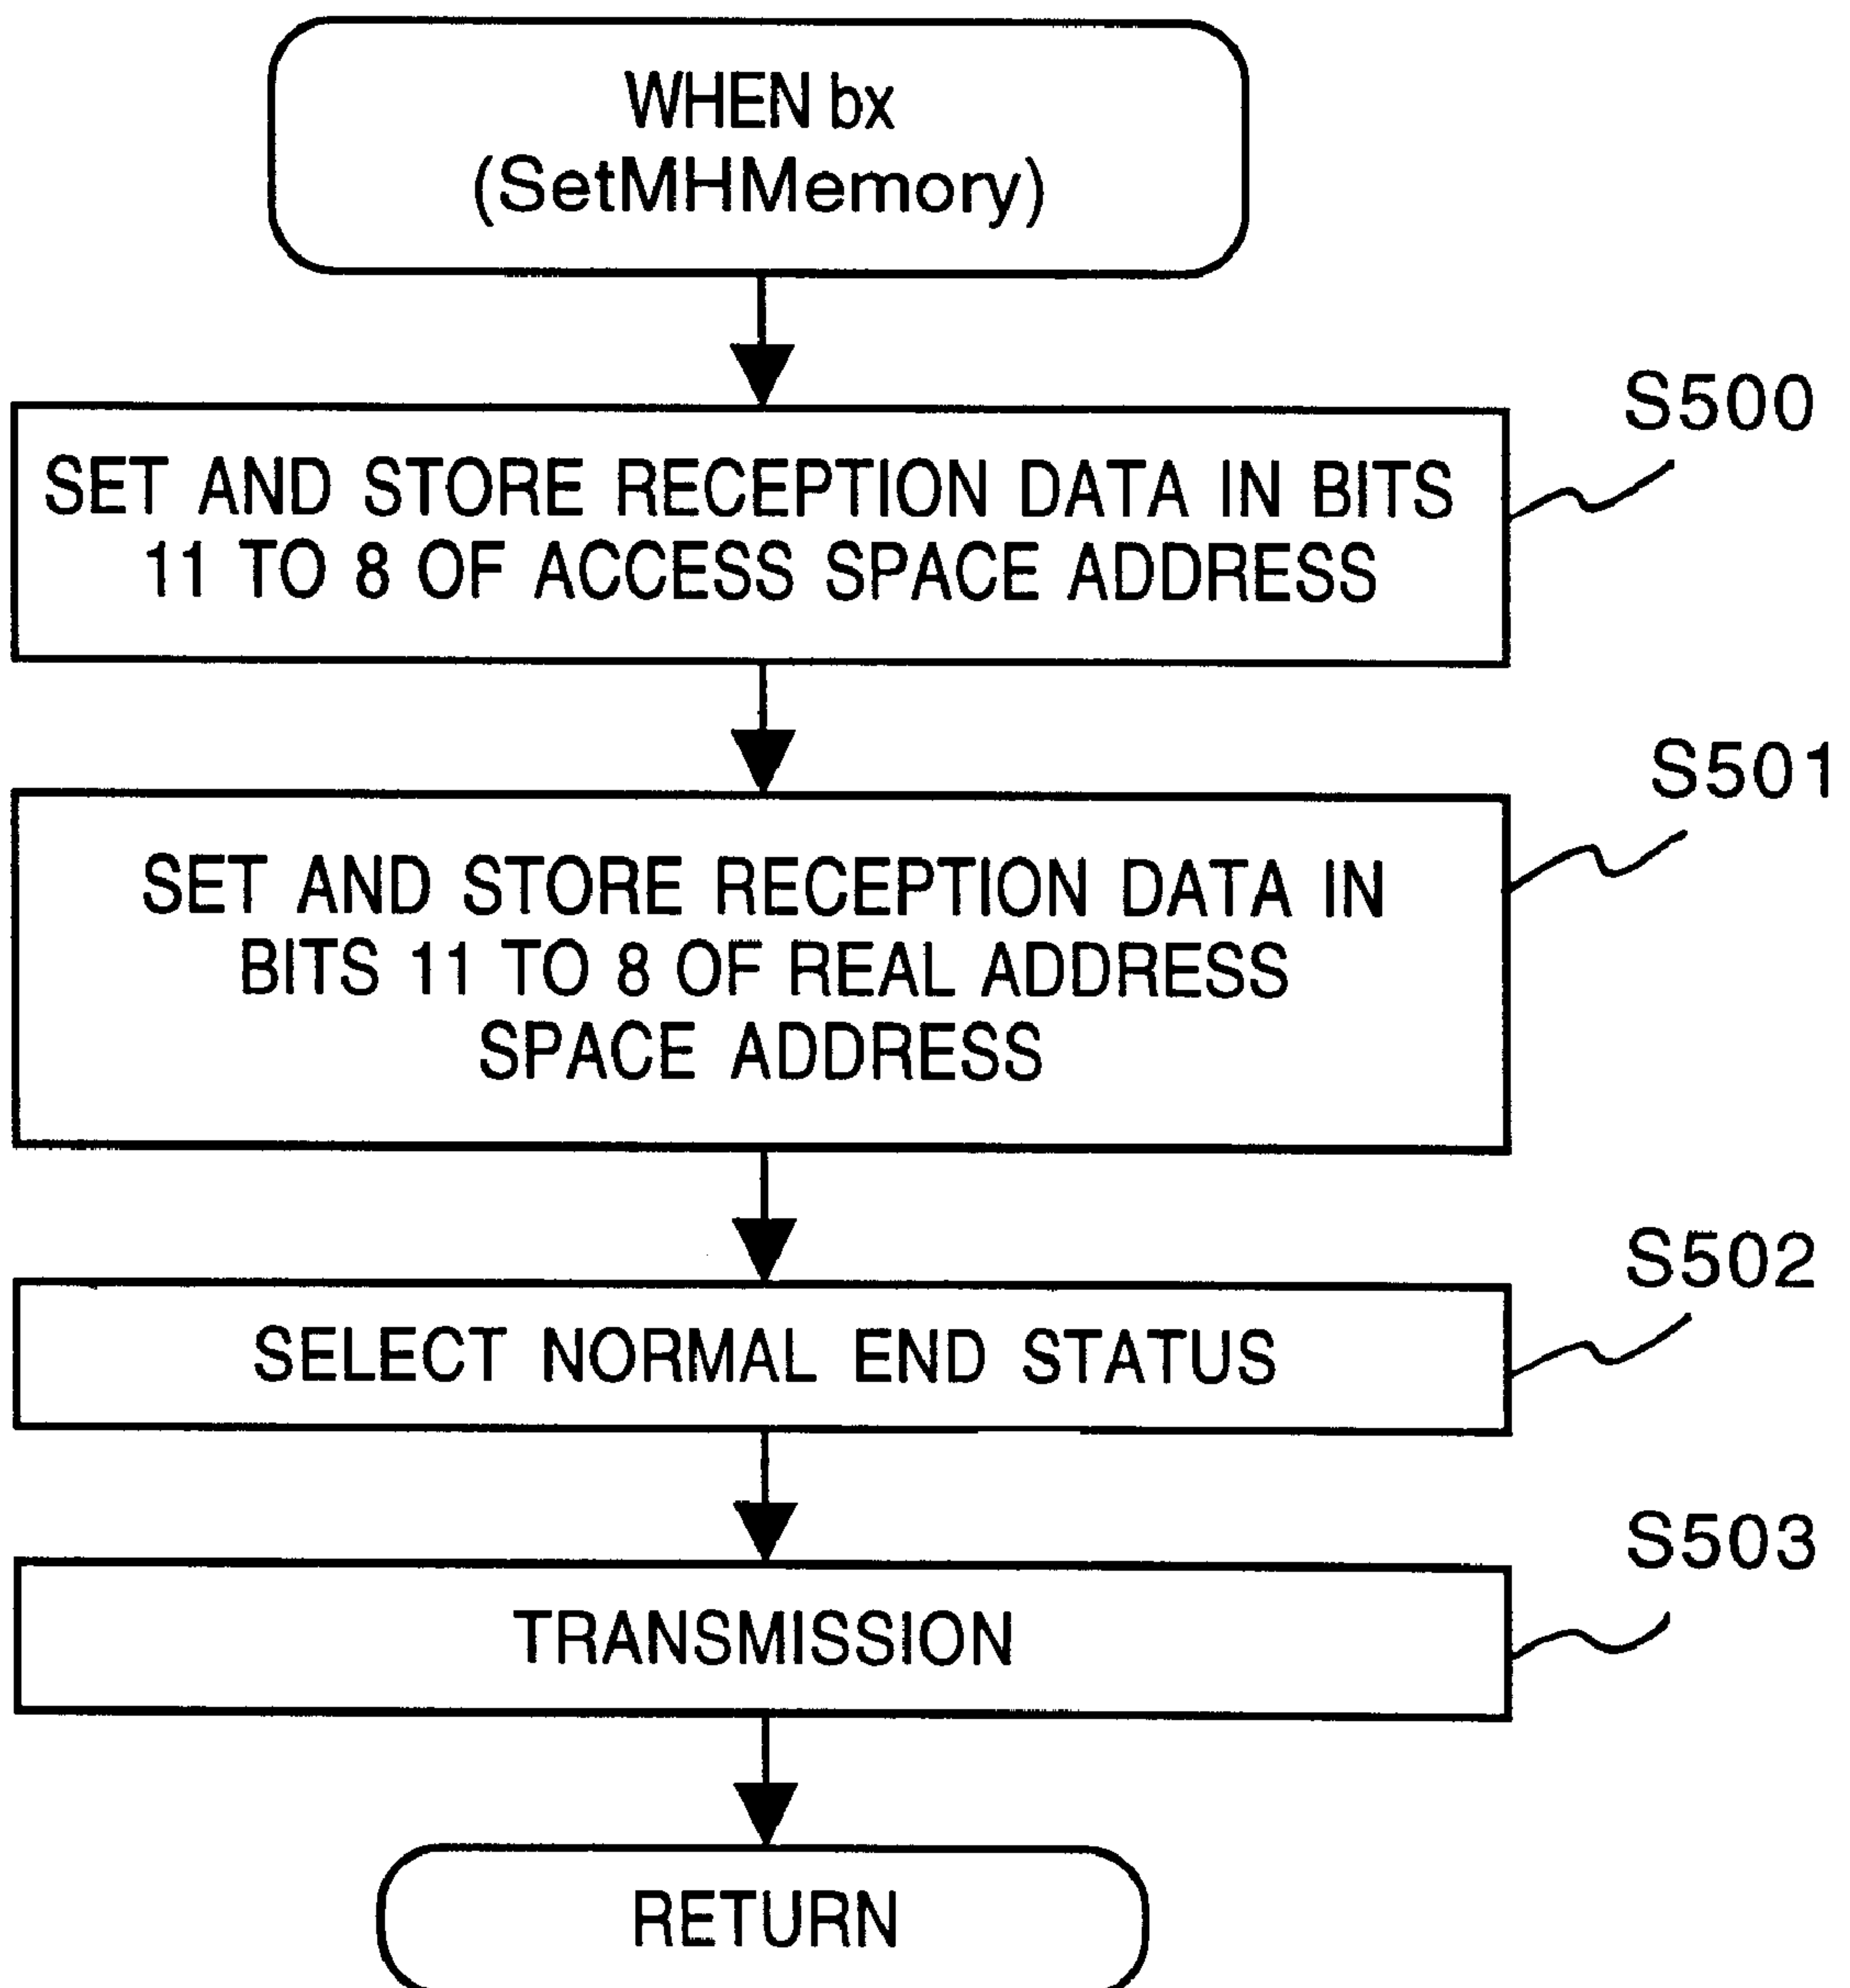 WHEN bx
(SetMHMemory)
S500
SET AND STORE RECEPTION DATA IN BITS
11 TO 8 OF ACCESS SPACE ADDRESS
S501
SET AND STORE RECEPTION DATA IN
BITS 11 TO 8 OF REAL ADDRESS
SPACE ADDRESS
S502
SELECT NORMAL END STATUS
S503
TRANSMISSION
RETURN